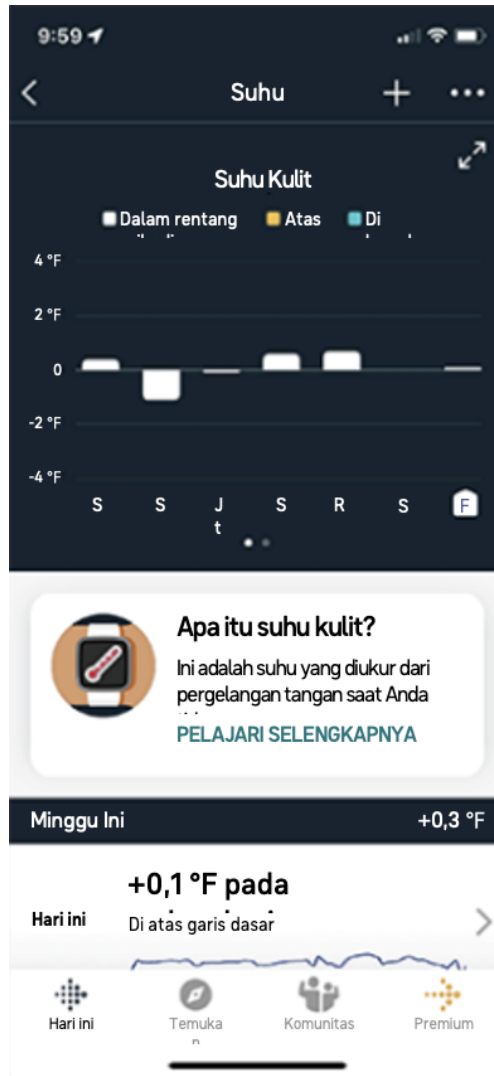 9:59
Suhu
Suhu Kulit
Dalam rentang
Atas
Di
4 °F
2 °F
0
-2 °F
-4 °F
S S J S R S F
t
Apa itu suhu kulit?
Ini adalah suhu yang diukur dari
pergelangan tangan saat Anda
PELAJARI SELENGKAPNYA
Minggu Ini +0,3 °F
+0,1 °F pada
Hari ini
Di atas garis dasar
Hari ini
Temuka
n
Komunitas
Premium